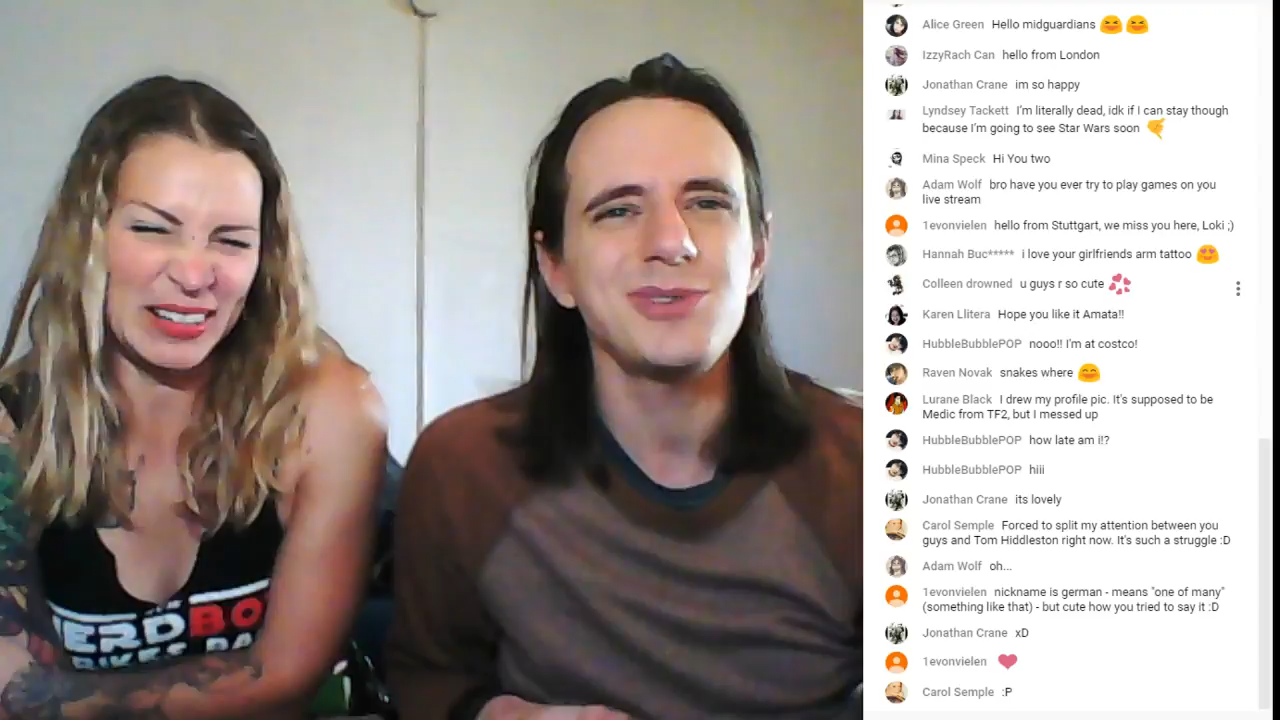 ERDBO
RIKES BA
Alice Green Hello midguardians
IzzyRach Can hello from London
Jonathan Crane im so happy
Lyndsey Tackett I'm literally dead, idk if I can stay though
because I'm going to see Star Wars soon
Mina Speck Hi You two
Adam Wolf bro have you ever try to play games on you
live stream
1evonvielen hello from Stuttgart, we miss you here, Loki ;)
Hannah Buc***** i love your girlfriends arm tattoo
Colleen drowned u guys r so cute
Karen Llitera Hope you like it Amata!!
HubbleBubblePOP nooo!! I'm at costco!
Raven Novak snakes where
Lurane Black I drew my profile pic. It's supposed to be
Medic from TF2, but I messed up
HubbleBubblePOP how late am i!?
HubbleBubblePOP hiii
Jonathan Crane its lovely
Carol Semple Forced to split my attention between you
guys and Tom Hiddleston right now. It's such a struggle :D
Adam Wolf oh...
1evonvielen nickname is german - means "one of many"
(something like that) - but cute how you tried to say it :D
Jonathan Crane xD
1evonvielen
Carol Semple :P